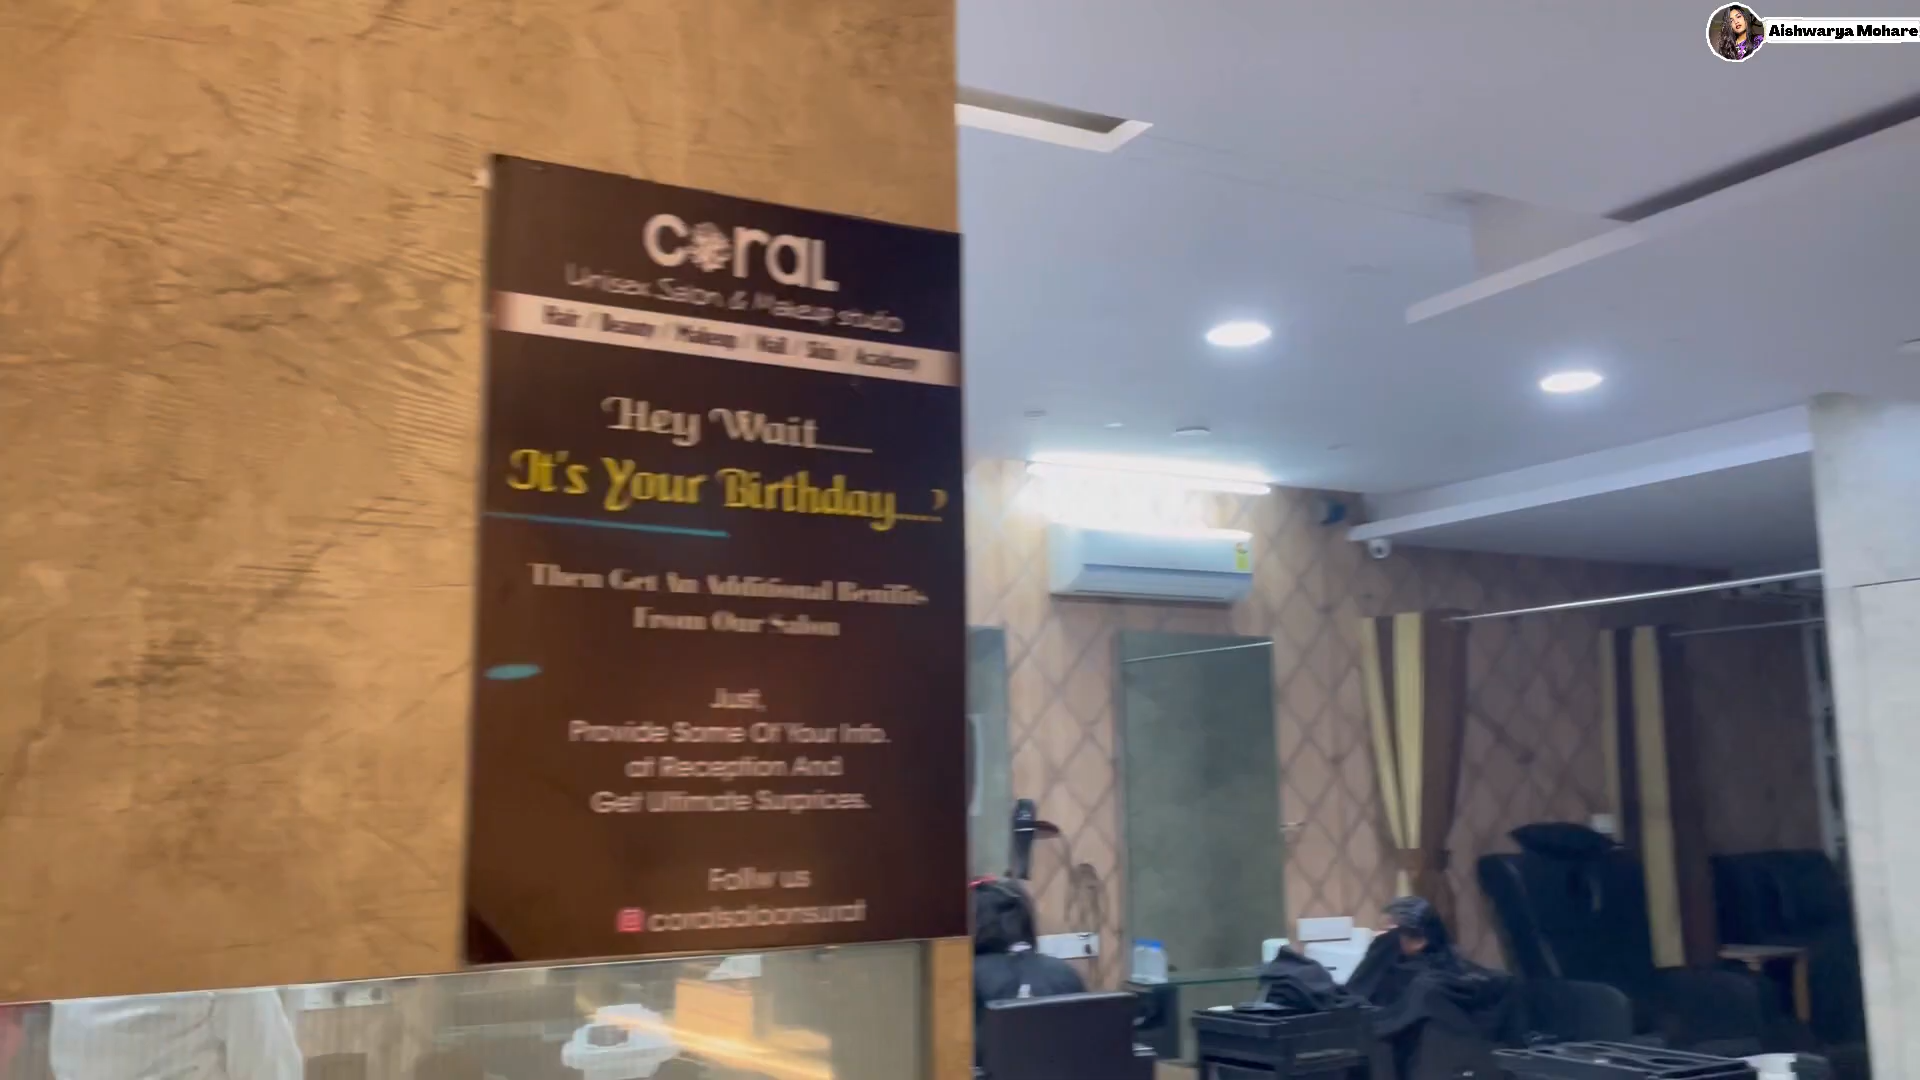 Aishwarya Mohare
coral
Unisex Salon & Makeup studio
Hair / Beauty / Makeup / Nail / Skin / Academy
Hey Wait.....
It's Your Birthday....?
Then Get An Additional Benifits
From Our Salon
Just,
Provide Some Of Your Info.
at Reception And
Get Ultimate Surprices.
Follw us
coralsaloonsurat